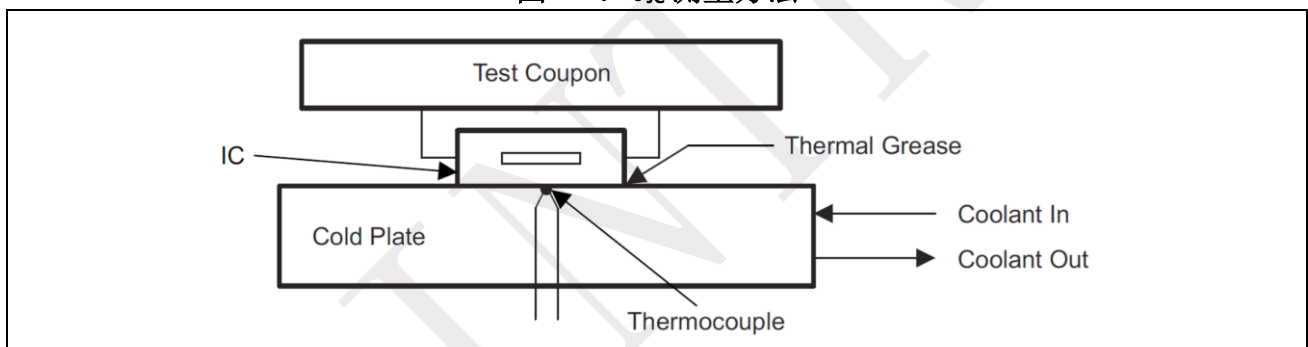 Test Coupon
IC
Thermal Grease
Cold Plate
Coolant In
Coolant Out
Thermocouple